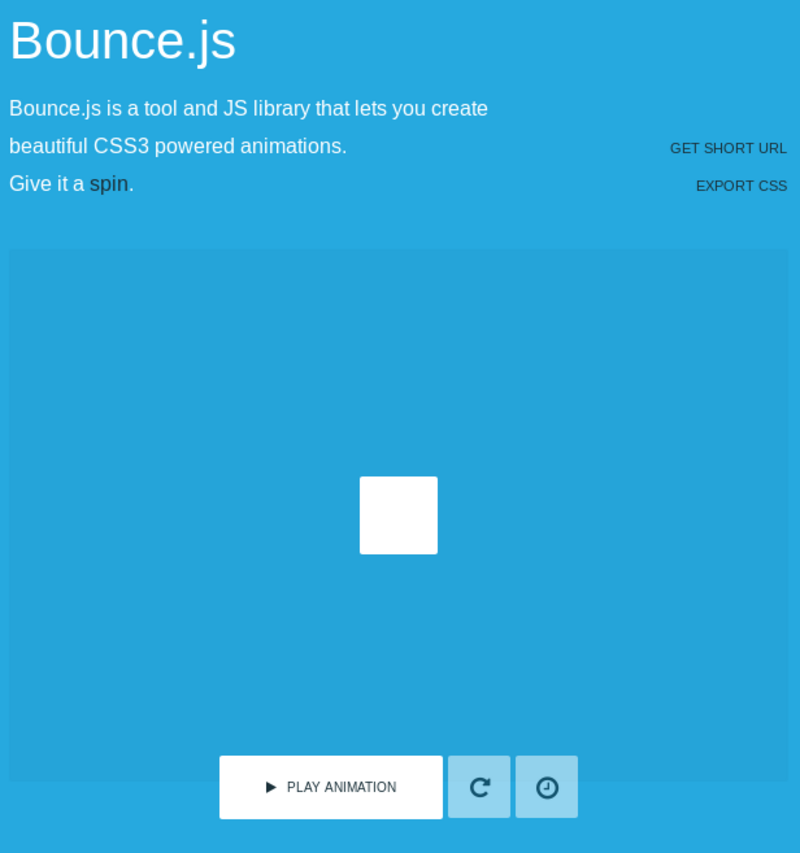 Bounce.js
Bounce.js is a tool and JS library that lets you create
beautiful CSS3 powered animations.
GET SHORT URL
Give it a spin.
EXPORT CSS
PLAY ANIMATION